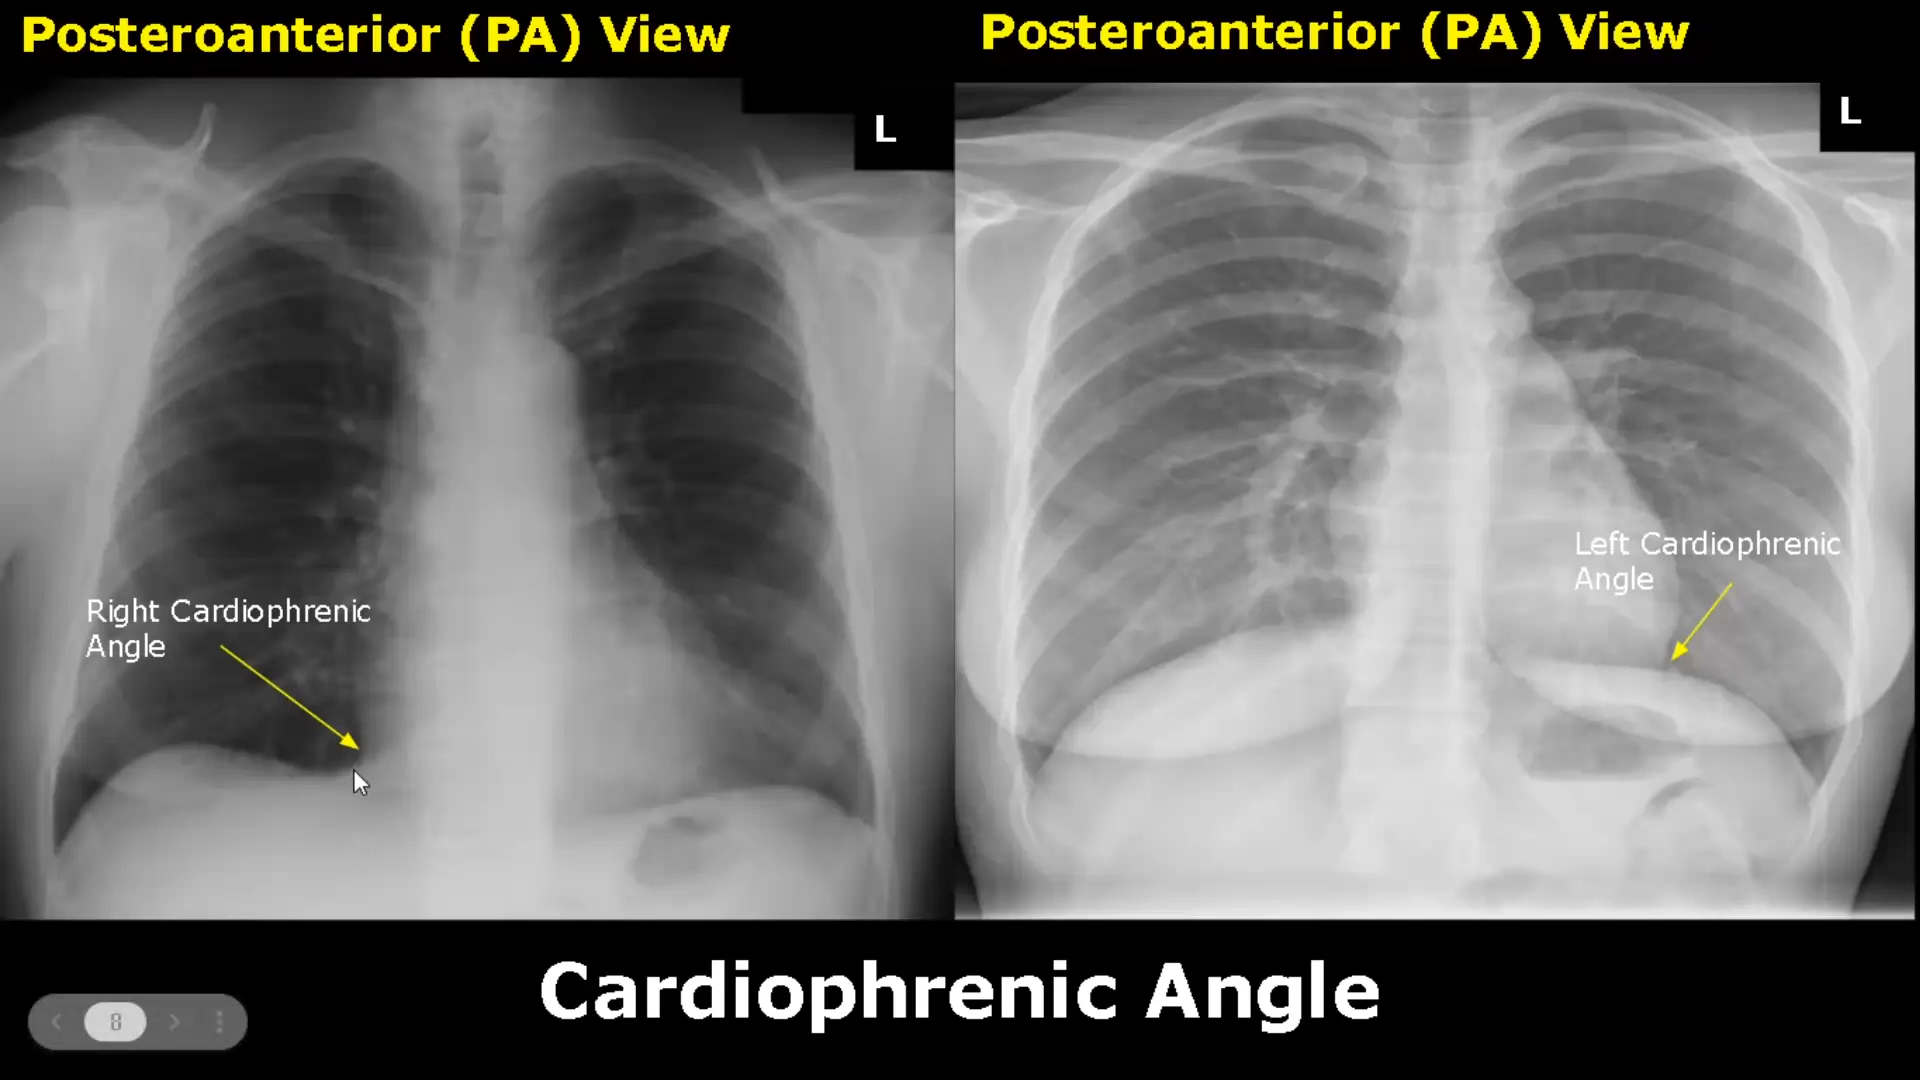 Posteroanterior (PA) View
Posteroanterior (PA) View
L
L
Right Cardiophrenic
Angle
Left Cardiophrenic
Angle
Cardiophrenic Angle
8